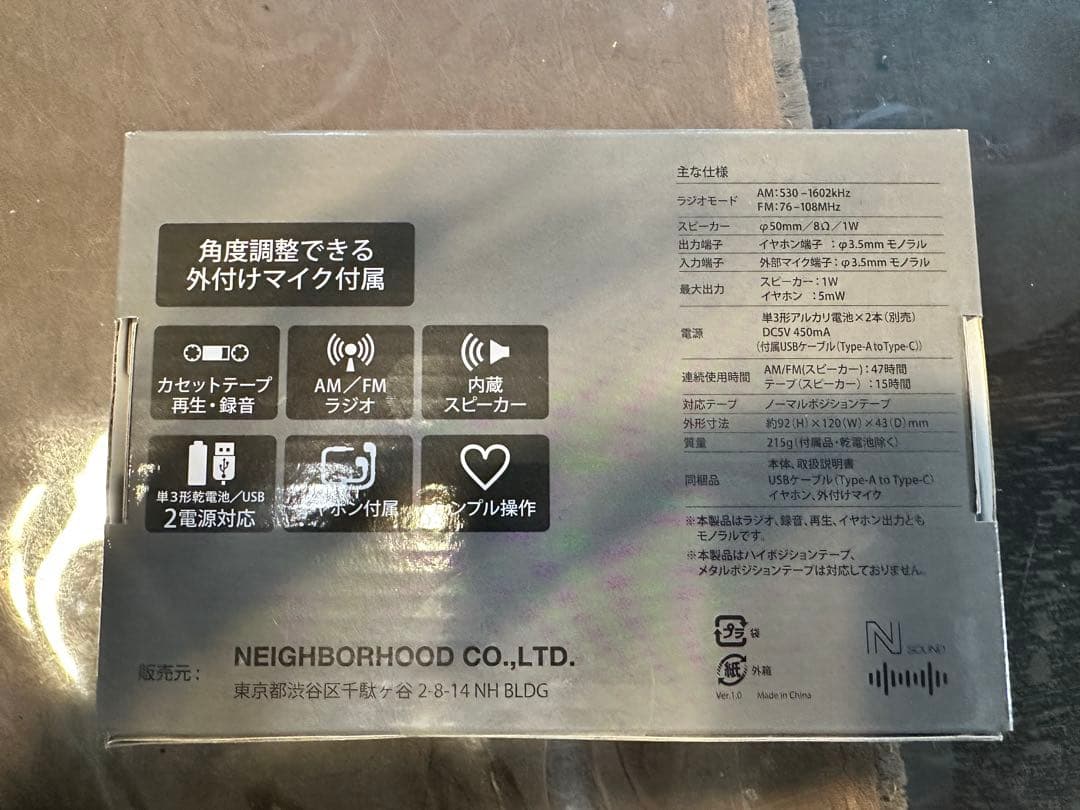 角度調整できる
外付けマイク付属
カセットテープ
再生・録音
AM／FM
ラジオ
内蔵
スピーカー
単3形乾電池／USB
2電源対応
ヤホン付属
ンプル操作
販売元：
NEIGHBORHOOD CO.,LTD.
東京都渋谷区千駄ヶ谷 2-8-14 NH BLDG
主な仕様
ラジオモード
AM：530－1602kHz
FM：76－108MHz
スピーカー φ50mm／8Ω／1W
出力端子 イヤホン端子 ：φ3.5mm モノラル
入力端子 外部マイク端子：φ3.5mm モノラル
最大出力
スピーカー：1W
イヤホン ：5mW
電源
単3形アルカリ電池×2本（別売）
DC5V 450mA
（付属USBケーブル（Type-A toType-C））
連続使用時間
AM/FM（スピーカー）：47時間
テープ（スピーカー）：15時間
対応テープ ノーマルポジションテープ
外形寸法 約92（H）×120（W）×43（D）mm
質量 215g（付属品・乾電池除く）
同梱品
本体、取扱説明書
USBケーブル（Type-A to Type-C）
イヤホン、外付けマイク
※本製品はラジオ、録音、再生、イヤホン出力とも
モノラルです。
※本製品はハイポジションテープ、
メタルポジションテープは対応しておりません。
プラ 袋
紙 外箱
Ver.1.0 Made in China
N SOUND